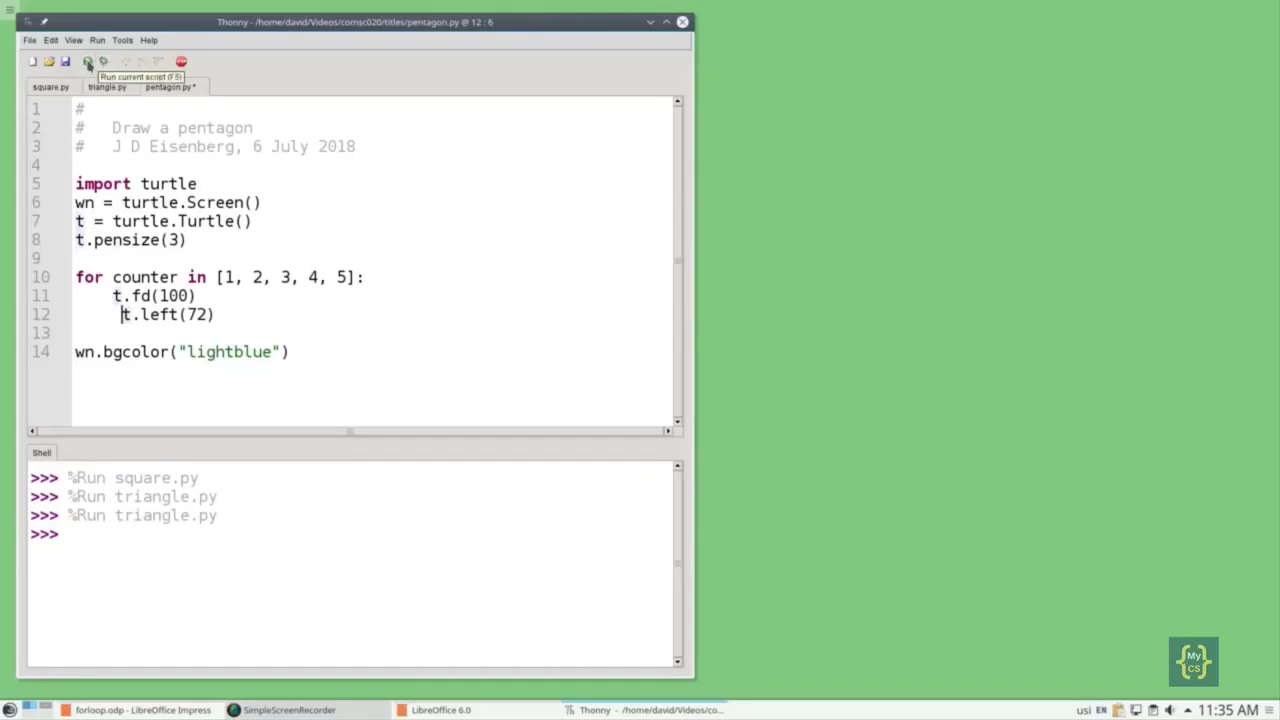 Thonny - /home/david/Videos/comsc020/titles/pentagon.py @ 12 : 6
File Edit View Run Tools Help
STOP
Run current script (F5)
square.py triangle.py pentagon.py *
1 #
2 #   Draw a pentagon
3 #   J D Eisenberg, 6 July 2018
4
5 import turtle
6 wn = turtle.Screen()
7 t = turtle.Turtle()
8 t.pensize(3)
9
10 for counter in [1, 2, 3, 4, 5]:
11     t.fd(100)
12      t.left(72)
13
14 wn.bgcolor("lightblue")
Shell
>>> %Run square.py
>>> %Run triangle.py
>>> %Run triangle.py
>>>
{My CS}
forloop.odp - LibreOffice Impress SimpleScreenRecorder LibreOffice 6.0 Thonny - /home/david/Videos/co... usi EN 11:35 AM